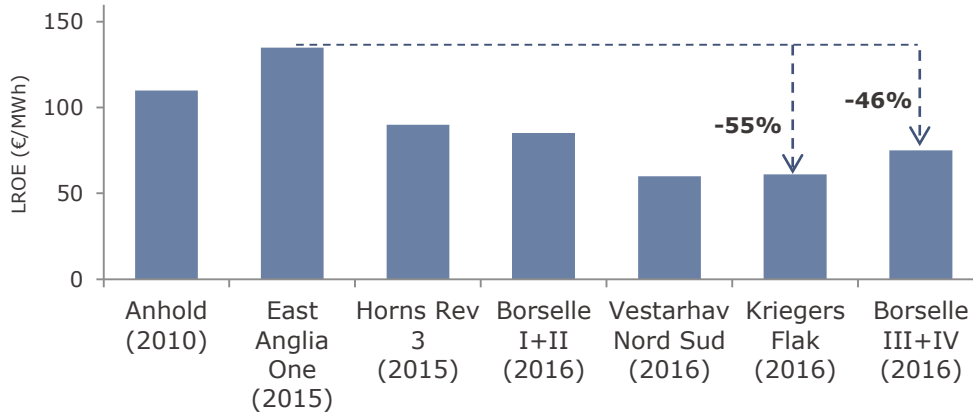 LROE (€/MWh)
150
100
50
0
-55%
-46%
Anhold
(2010)
East
Anglia
One
(2015)
Horns Rev
3
(2015)
Borselle
I+II
(2016)
Vestarhav
Nord Sud
(2016)
Kriegers
Flak
(2016)
Borselle
III+IV
(2016)